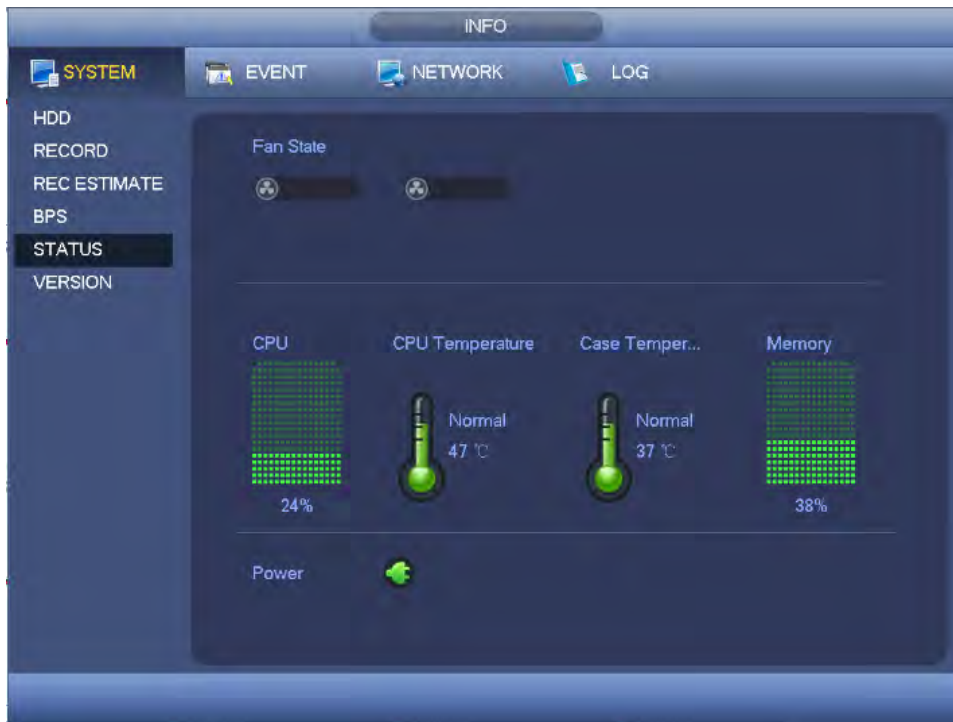 INFO
SYSTEM EVENT NETWORK LOG
HDD
RECORD
REC ESTIMATE
BPS
STATUS
VERSION
Fan State
CPU CPU Temperature Case Temper... Memory
Normal Normal
47 ℃ 37 ℃
24% 38%
Power